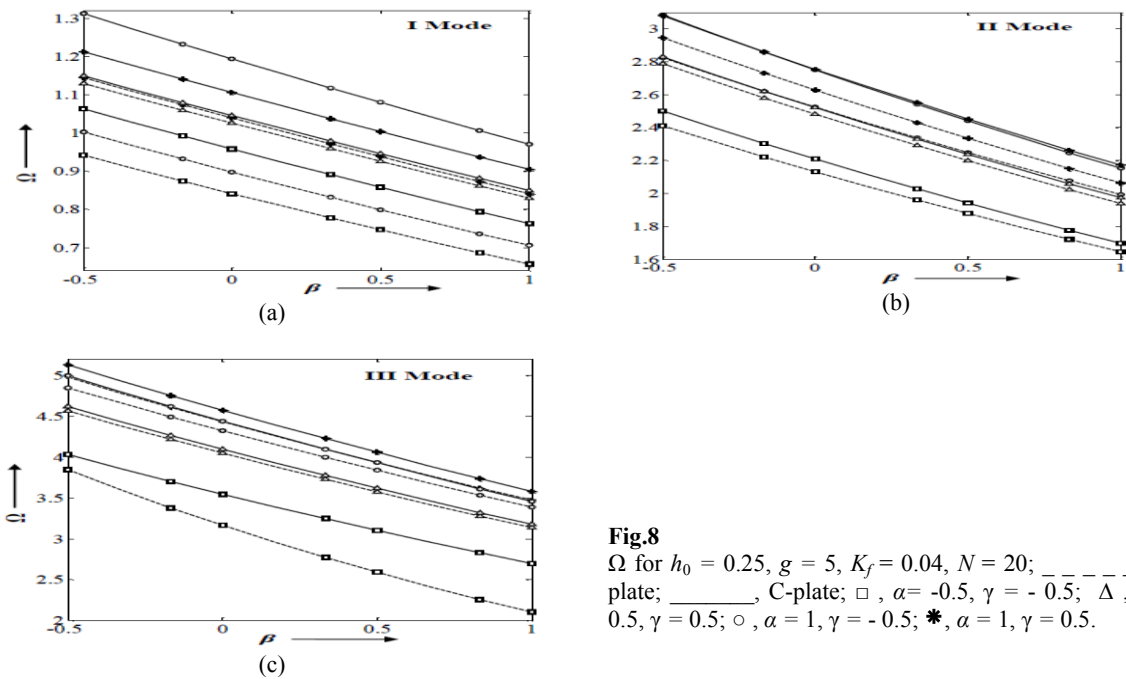 I Mode
1.3
1.2
1.1
1
0.9
0.8
0.7
Ω
-0.5
0
0.5
1
β
(a)
II Mode
3
2.8
2.6
2.4
2.2
2
1.8
1.6
-0.5
0
0.5
1
β
(b)
III Mode
5
4.5
4
3.5
3
2.5
2
Ω
-0.5
0
0.5
1
β
(c)
Fig.8
Ω for h₀ = 0.25, g = 5, K_f = 0.04, N = 20; _ _ _ _ _
plate; _______, C-plate; □ , α= -0.5, γ = - 0.5; Δ ,
0.5, γ = 0.5; ○ , α = 1, γ = - 0.5; ✱, α = 1, γ = 0.5.